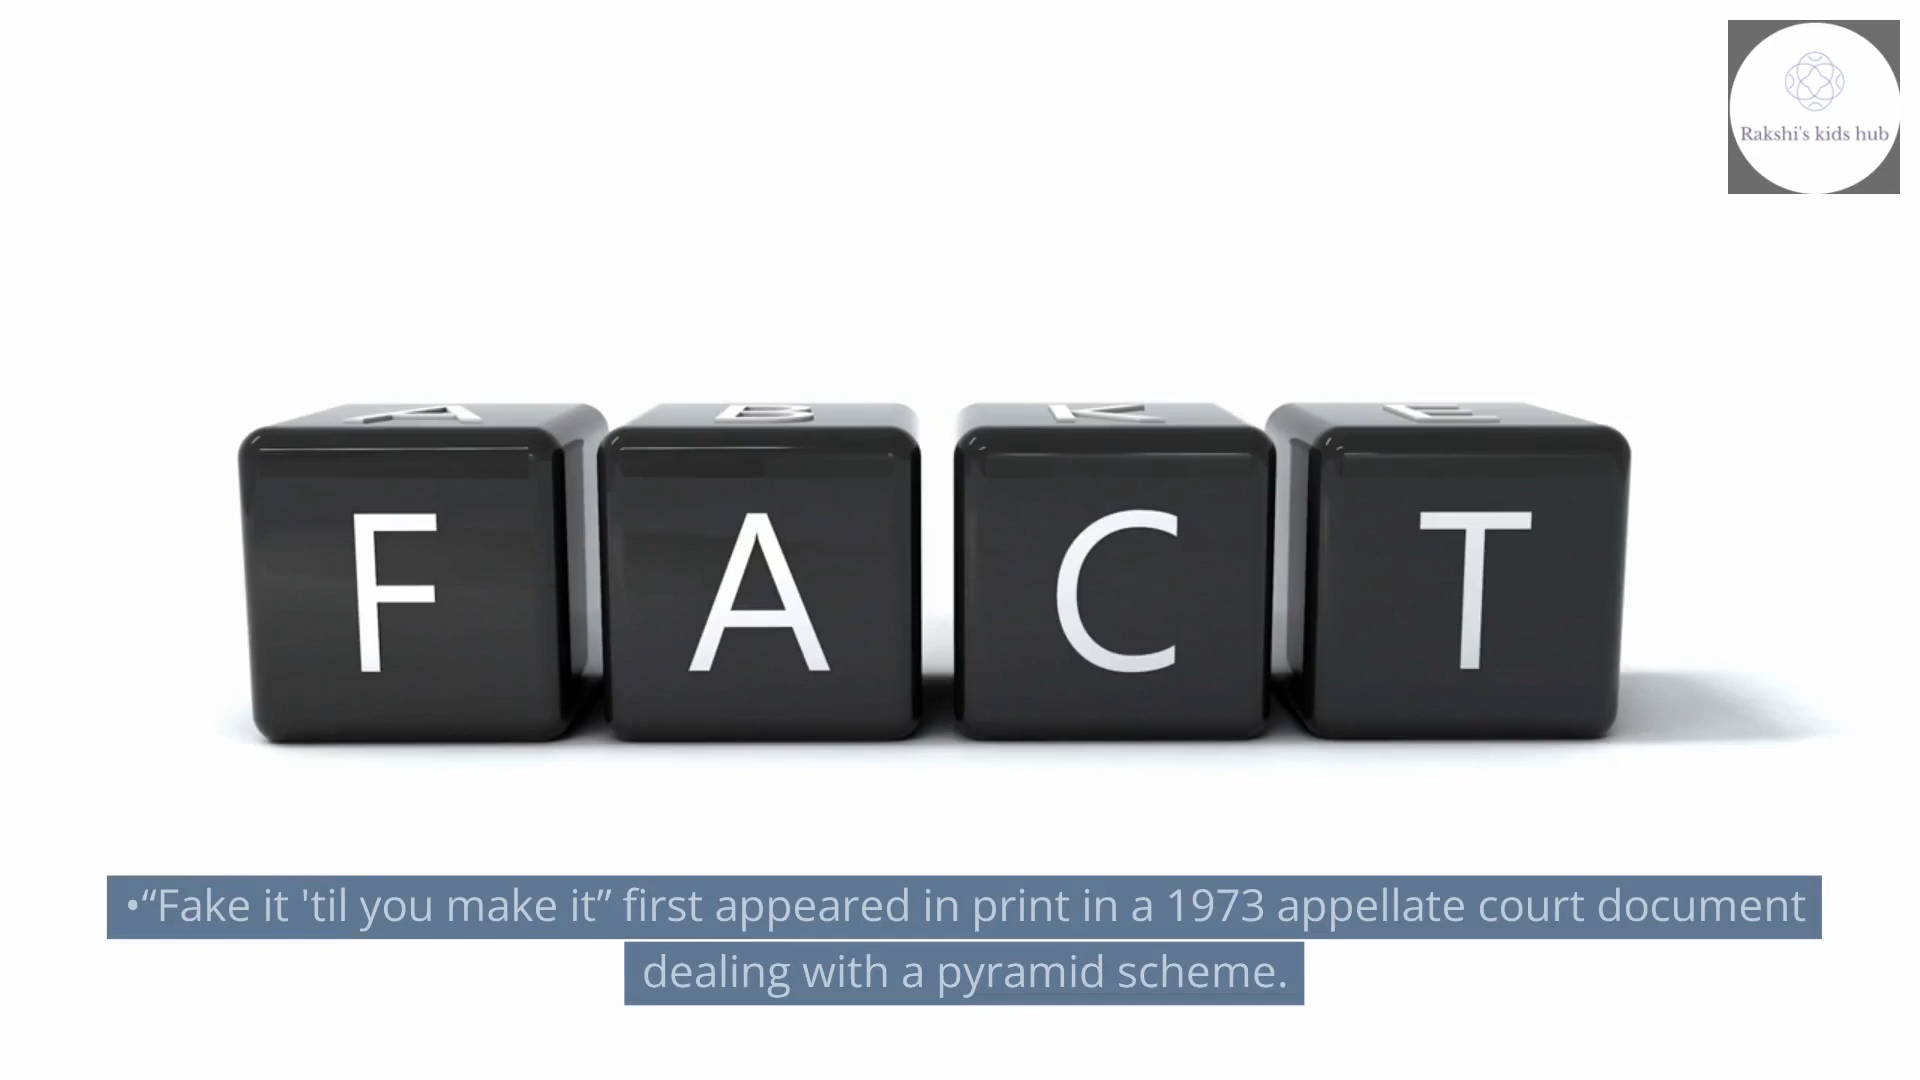 Rakshi's kids hub
A B K E
F A C T
•“Fake it 'til you make it” first appeared in print in a 1973 appellate court document
dealing with a pyramid scheme.